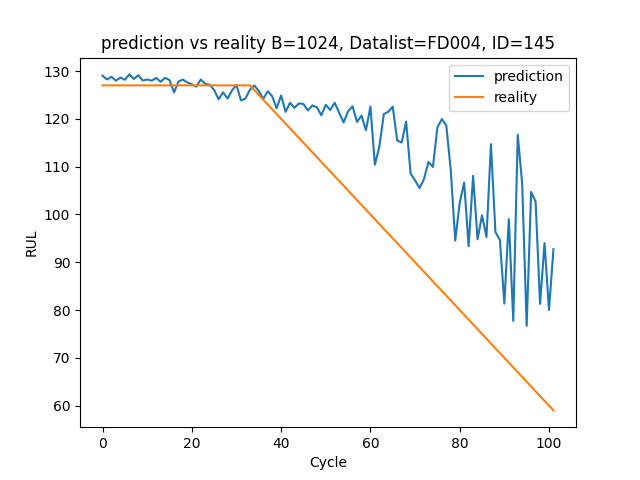 prediction vs reality B=1024, Datalist=FD004, ID=145
prediction
reality
RUL
130
120
110
100
90
80
70
60
0 20 40 60 80 100
Cycle